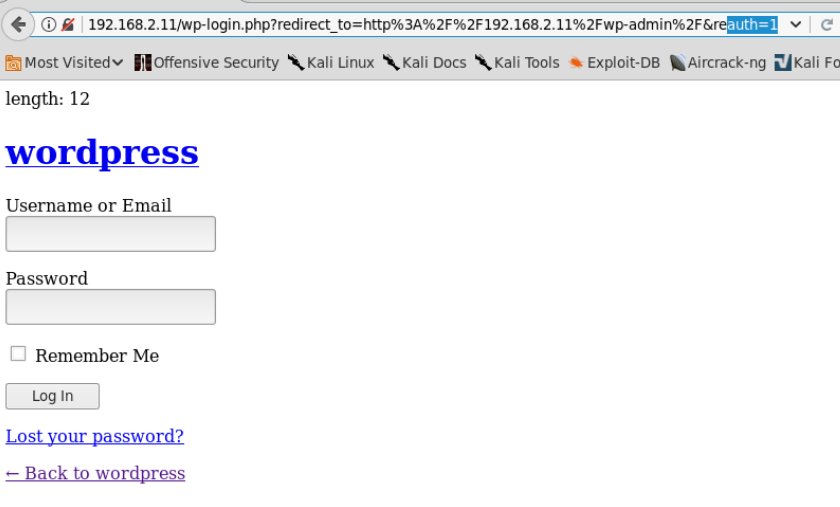 192.168.2.11/wp-login.php?redirect_to=http%3A%2F%2F192.168.2.11%2Fwp-admin%2F&reauth=1
Most Visited Offensive Security Kali Linux Kali Docs Kali Tools Exploit-DB Aircrack-ng Kali Fo
length: 12
wordpress
Username or Email
Password
Remember Me
Log In
Lost your password?
← Back to wordpress